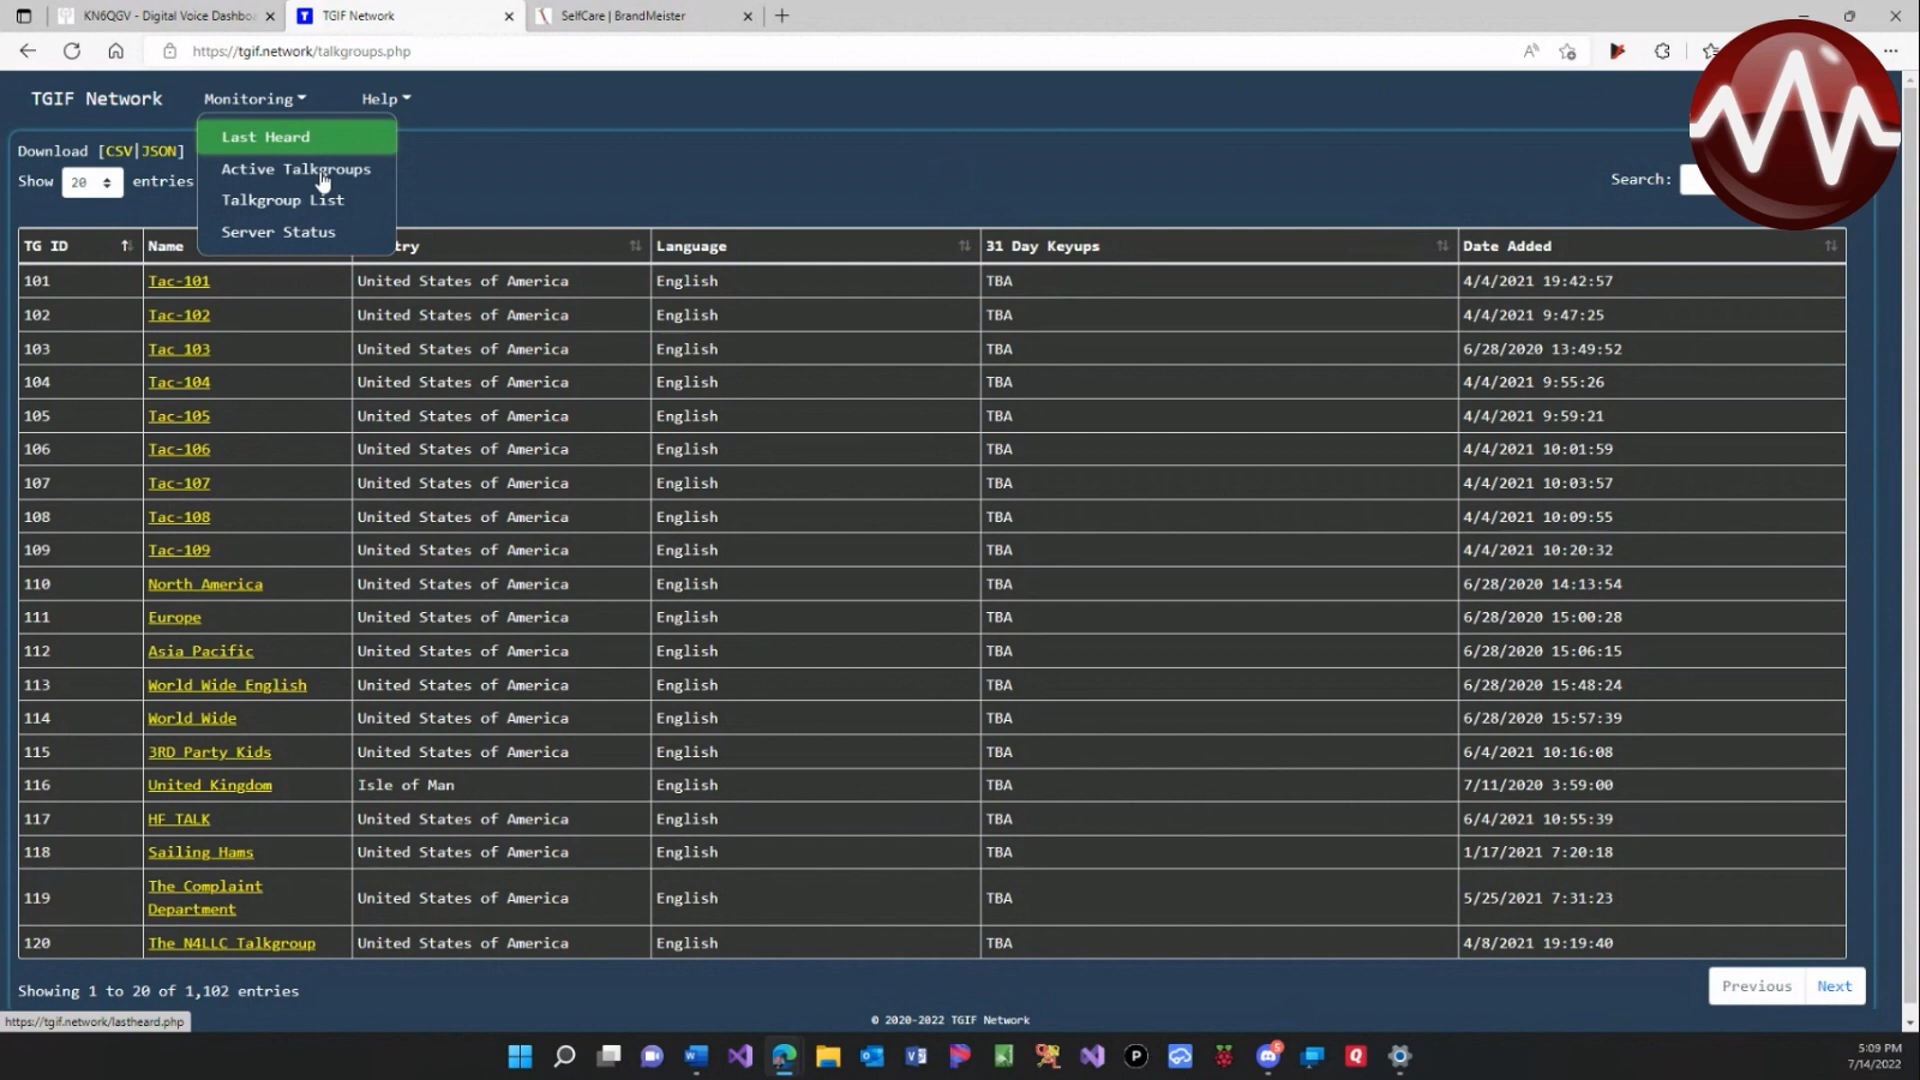 KN6QGV - Digital Voice Dashbo
TGIF Network
SelfCare | BrandMeister
https://tgif.network/talkgroups.php
TGIF Network
Monitoring
Help
Last Heard
Active Talkgroups
Talkgroup List
Server Status
Download [CSV|JSON]
Show 20 entries
Search:
TG ID Name try Language 31 Day Keyups Date Added
101 Tac-101 United States of America English TBA 4/4/2021 19:42:57
102 Tac-102 United States of America English TBA 4/4/2021 9:47:25
103 Tac 103 United States of America English TBA 6/28/2020 13:49:52
104 Tac-104 United States of America English TBA 4/4/2021 9:55:26
105 Tac-105 United States of America English TBA 4/4/2021 9:59:21
106 Tac-106 United States of America English TBA 4/4/2021 10:01:59
107 Tac-107 United States of America English TBA 4/4/2021 10:03:57
108 Tac-108 United States of America English TBA 4/4/2021 10:09:55
109 Tac-109 United States of America English TBA 4/4/2021 10:20:32
110 North America United States of America English TBA 6/28/2020 14:13:54
111 Europe United States of America English TBA 6/28/2020 15:00:28
112 Asia Pacific United States of America English TBA 6/28/2020 15:06:15
113 World Wide English United States of America English TBA 6/28/2020 15:48:24
114 World Wide United States of America English TBA 6/28/2020 15:57:39
115 3RD Party Kids United States of America English TBA 6/4/2021 10:16:08
116 United Kingdom Isle of Man English TBA 7/11/2020 3:59:00
117 HF TALK United States of America English TBA 6/4/2021 10:55:39
118 Sailing Hams United States of America English TBA 1/17/2021 7:20:18
119 The Complaint Department United States of America English TBA 5/25/2021 7:31:23
120 The N4LLC Talkgroup United States of America English TBA 4/8/2021 19:19:40
Showing 1 to 20 of 1,102 entries
Previous Next
https://tgif.network/lastheard.php
© 2020-2022 TGIF Network
5:09 PM
7/14/2022